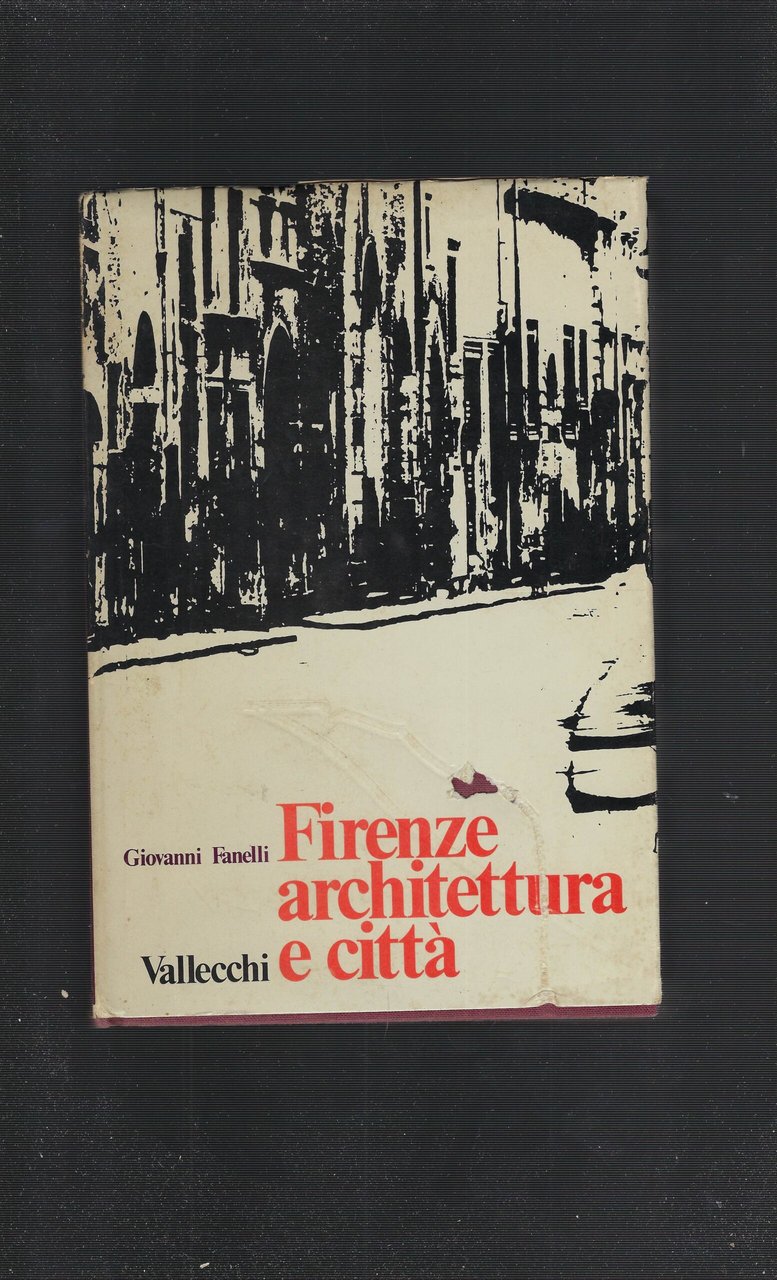 Giovanni Fanelli
Firenze
architettura
e città
Vallecchi